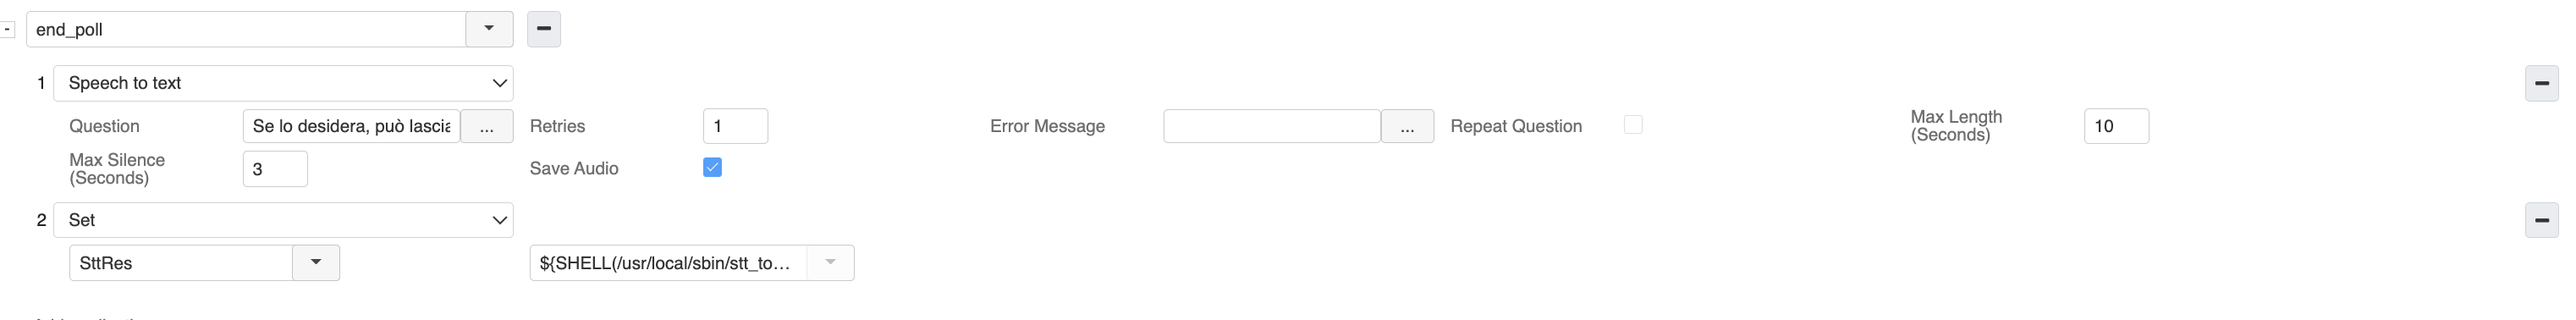 - end_poll
1 Speech to text
Question Se lo desidera, può lascia ... Retries 1 Error Message ... Repeat Question Max Length (Seconds) 10
Max Silence (Seconds) 3 Save Audio
2 Set
SttRes ${SHELL(/usr/local/sbin/stt_to...